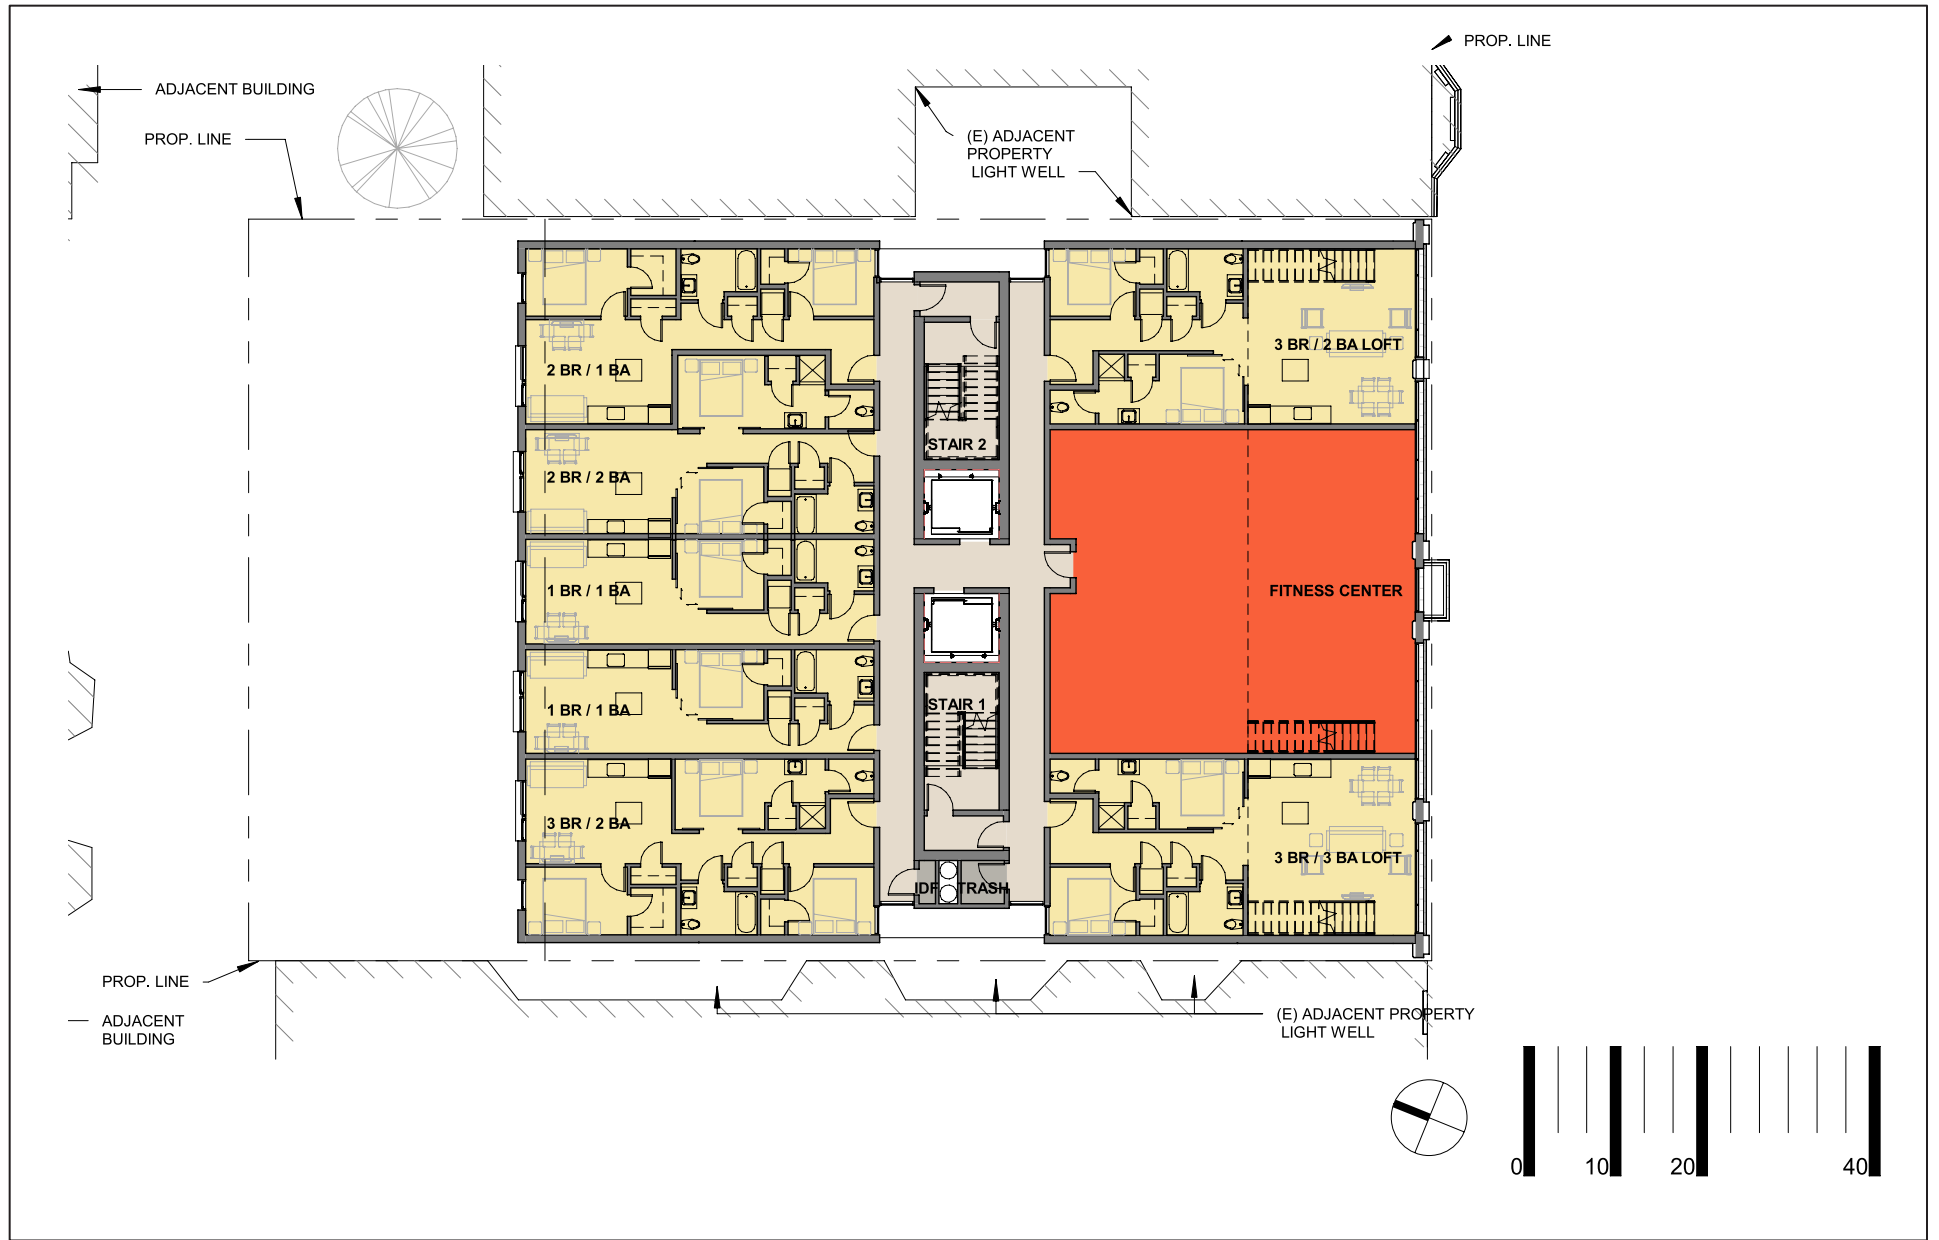 PROP. LINE
ADJACENT BUILDING
PROP. LINE
(E) ADJACENT
PROPERTY
LIGHT WELL
2 BR / 1 BA
3 BR / 2 BA LOFT
STAIR 2
2 BR / 2 BA
1 BR / 1 BA
FITNESS CENTER
1 BR / 1 BA
STAIR 1
3 BR / 2 BA
3 BR / 3 BA LOFT
IDF TRASH
PROP. LINE
ADJACENT
BUILDING
(E) ADJACENT PROPERTY
LIGHT WELL
0 10 20 40